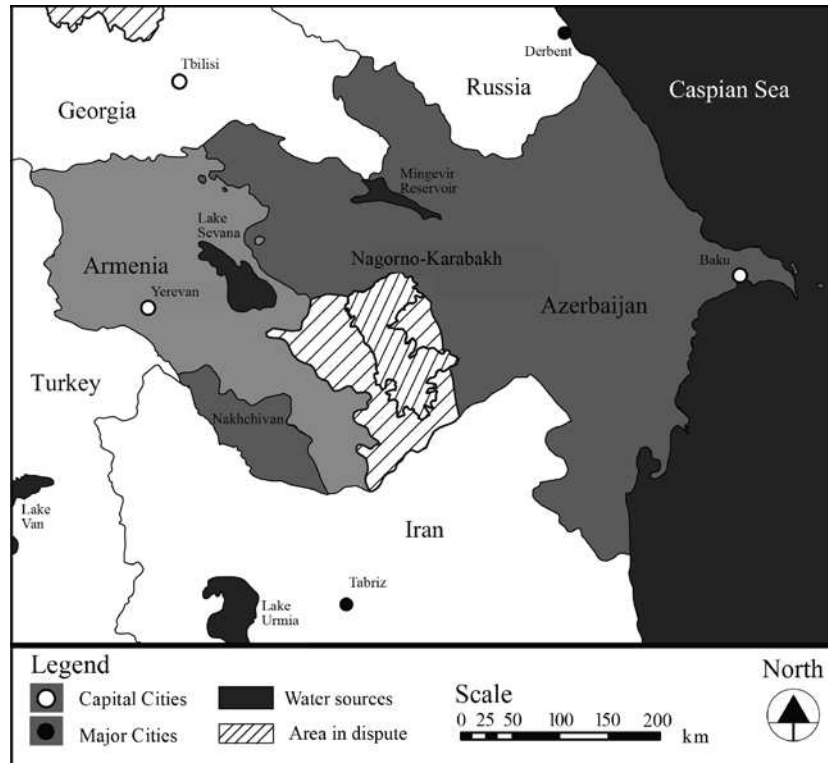 Tbilisi
Derbent
Georgia
Russia
Caspian Sea
Mingevir
Reservoir
Lake
Sevana
Nagorno-Karabakh
Armenia
Baku
Yerevan
Azerbaijan
Turkey
Nakhchivan
Lake
Van
Iran
Tabriz
Lake
Urmia
Legend
Capital Cities
Major Cities
Water sources
Area in dispute
Scale
0 25 50 100 150 200
km
North